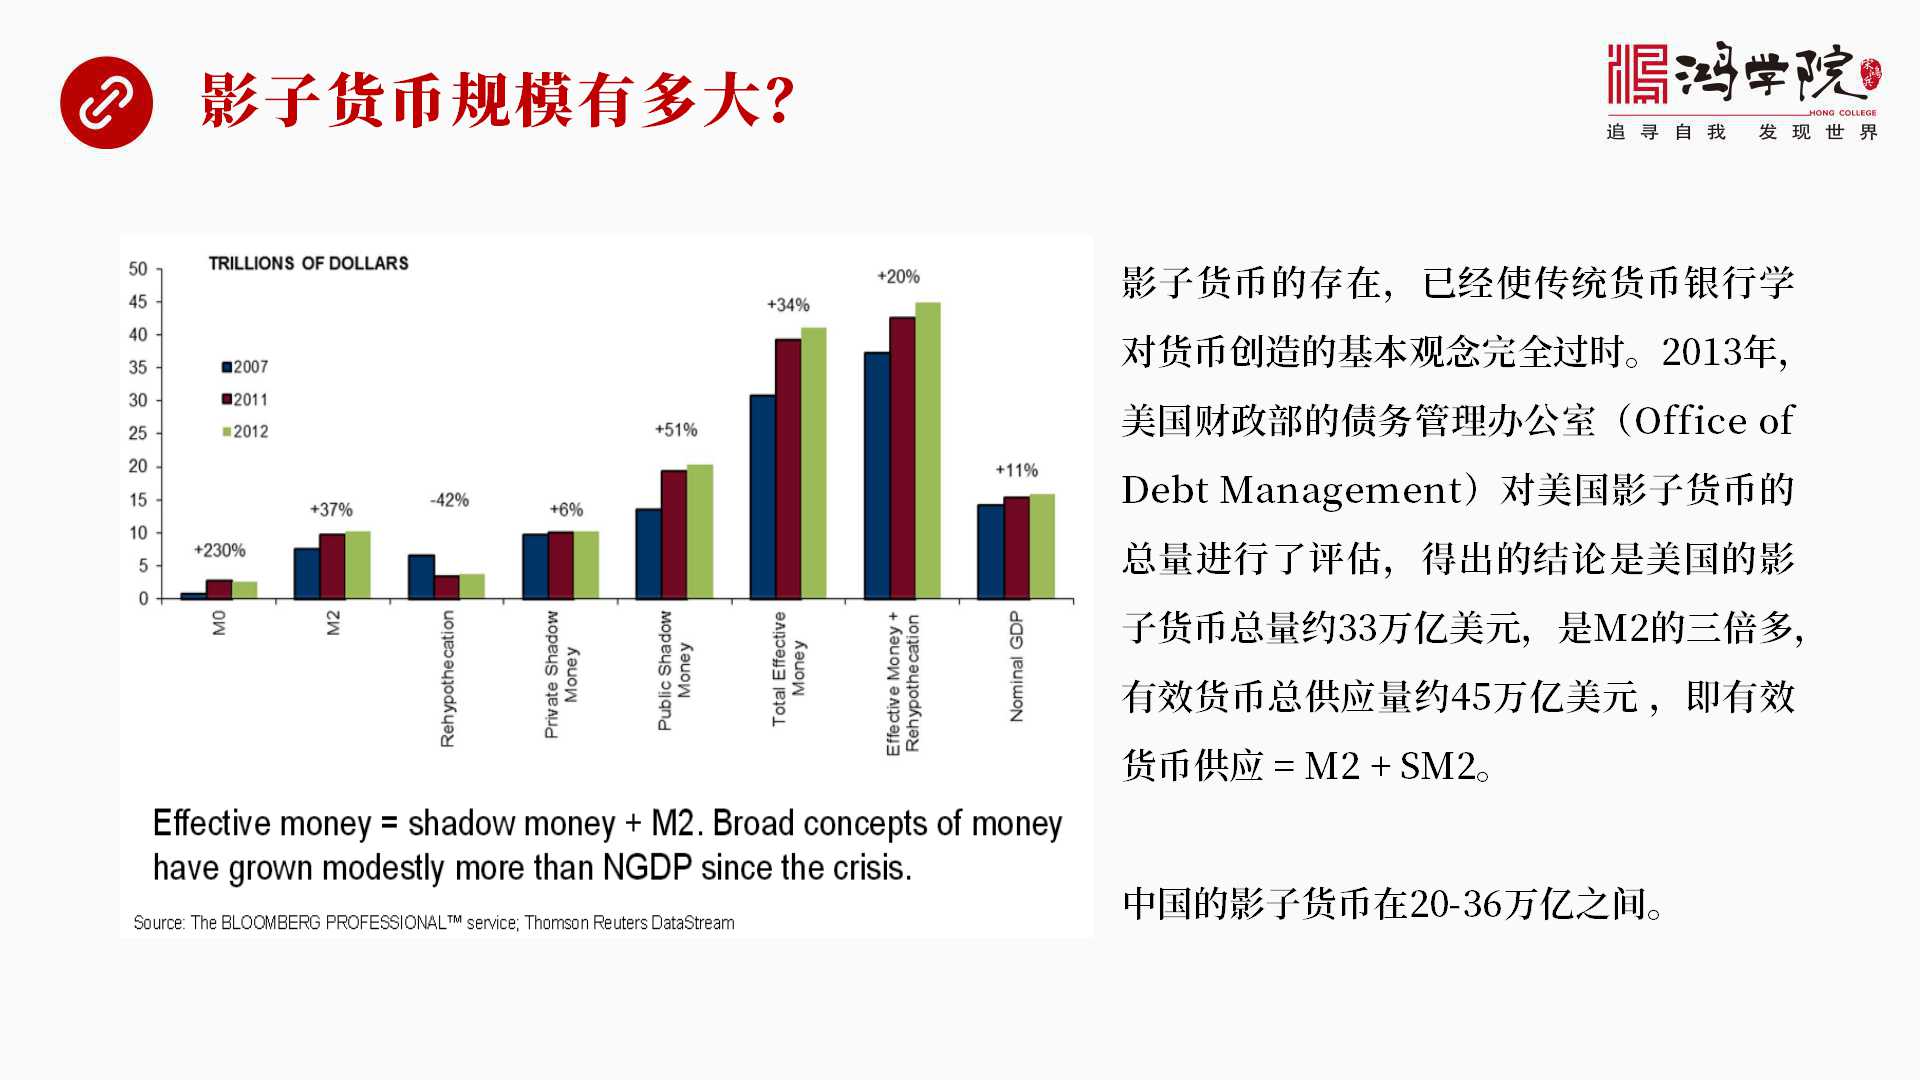 影子货币规模有多大?
鸿学院
宋鸿兵
HONG COLLEGE
追寻自我 发现世界
TRILLIONS OF DOLLARS
50
45
40
35
30
25
20
15
10
5
0
2007
2011
2012
+230%
+37%
-42%
+6%
+51%
+34%
+20%
+11%
M0
M2
Rehypothecation
Private Shadow
Money
Public Shadow
Money
Total Effective
Money
Effective Money +
Rehypothecation
Nominal GDP
Effective money = shadow money + M2. Broad concepts of money
have grown modestly more than NGDP since the crisis.
Source: The BLOOMBERG PROFESSIONAL™ service; Thomson Reuters DataStream
影子货币的存在，已经使传统货币银行学
对货币创造的基本观念完全过时。2013年，
美国财政部的债务管理办公室（Office of
Debt Management）对美国影子货币的
总量进行了评估，得出的结论是美国的影
子货币总量约33万亿美元，是M2的三倍多，
有效货币总供应量约45万亿美元 ，即有效
货币供应 = M2 + SM2。
中国的影子货币在20-36万亿之间。